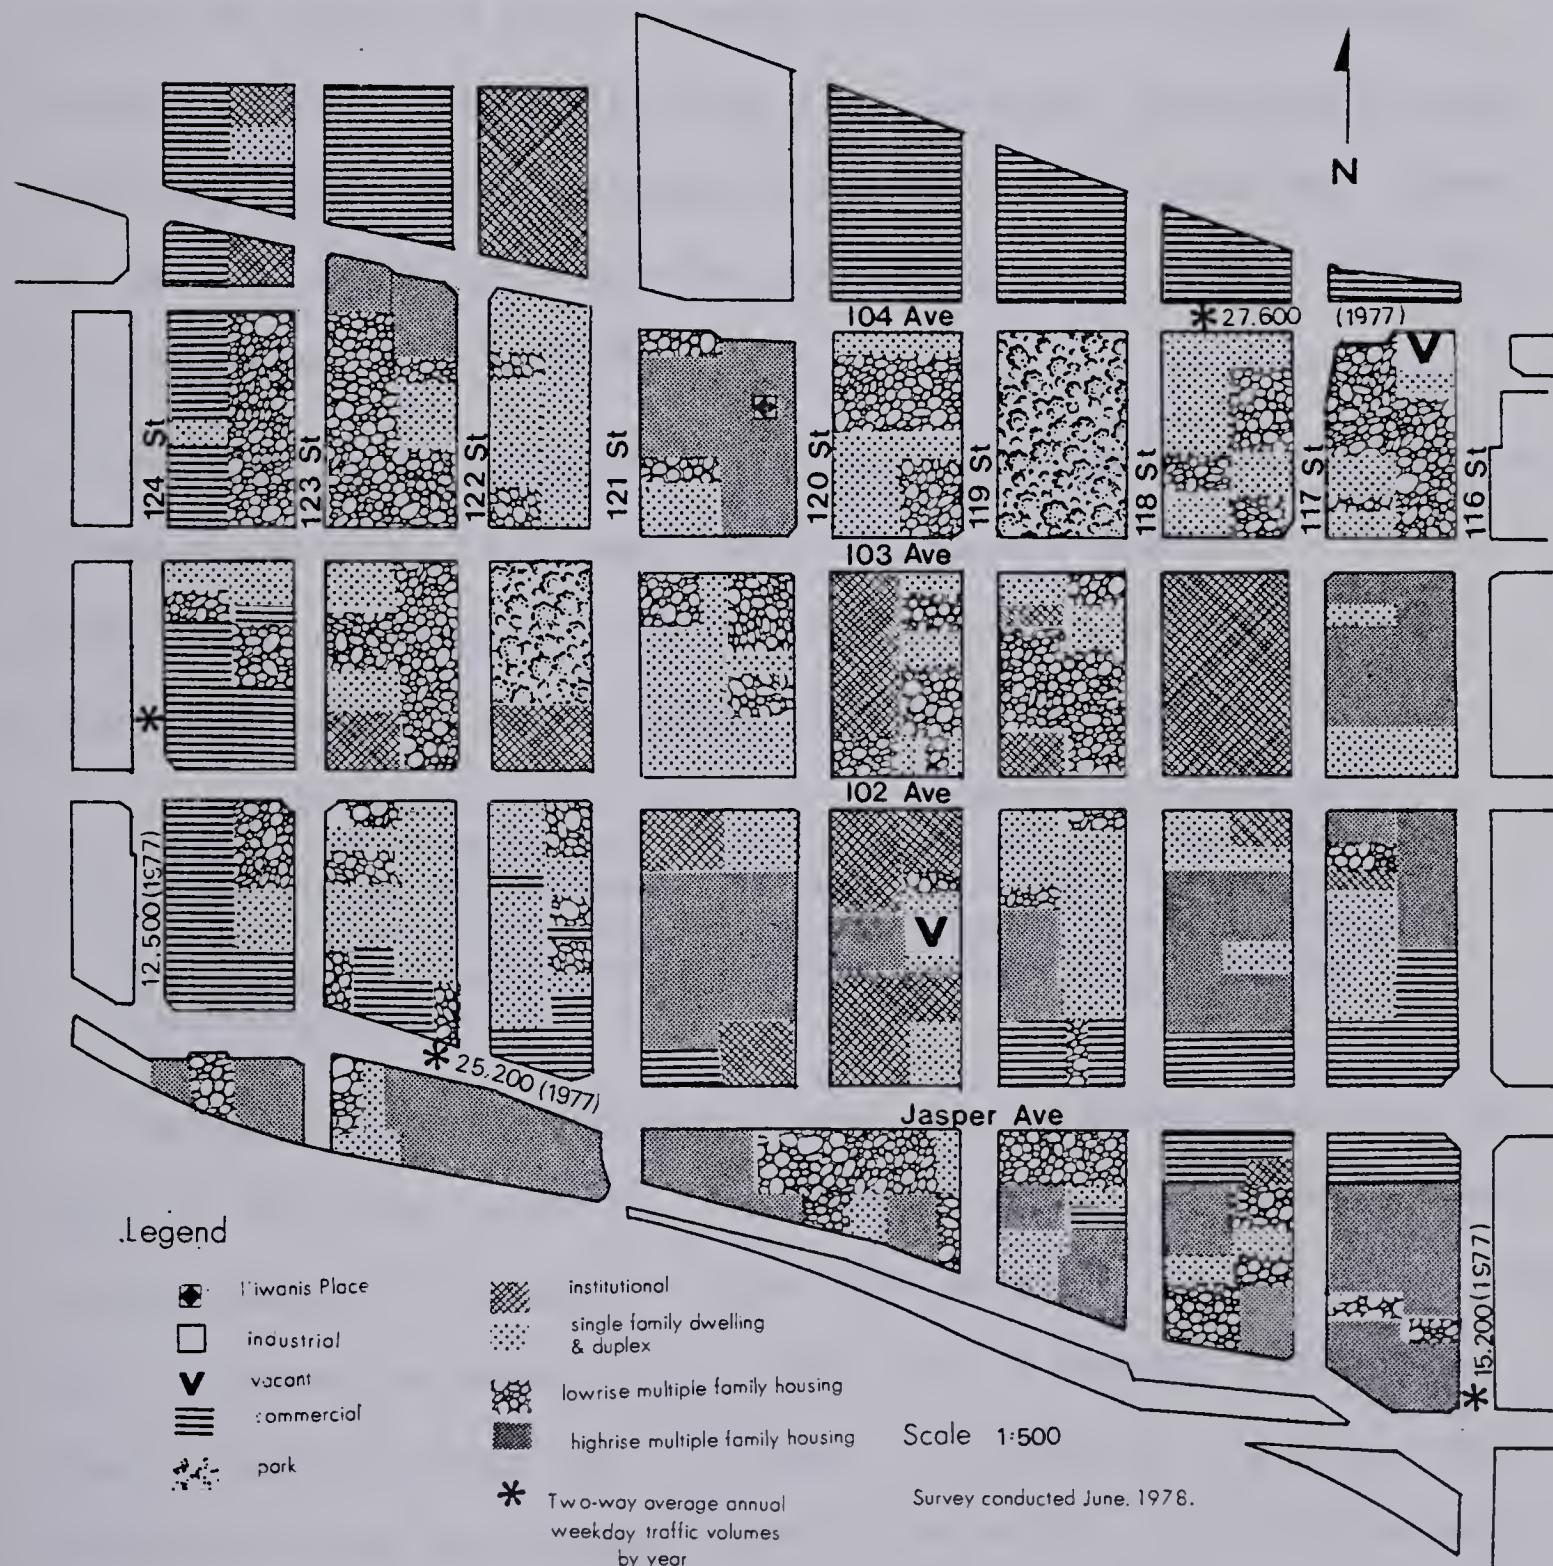 N
104 Ave
27.600 (1977)
V
124 St
123 St
122 St
121 St
120 St
119 St
118 St
117 St
116 St
103 Ave
102 Ave
12.500 (1977)
V
25.200 (1977)
Jasper Ave
15.200 (1977)
.Legend
Kiwanis Place
industrial
V vacant
commercial
park
institutional
single family dwelling
& duplex
lowrise multiple family housing
highrise multiple family housing
* Two-way average annual
weekday traffic volumes
by year
Scale 1:500
Survey conducted June. 1978.